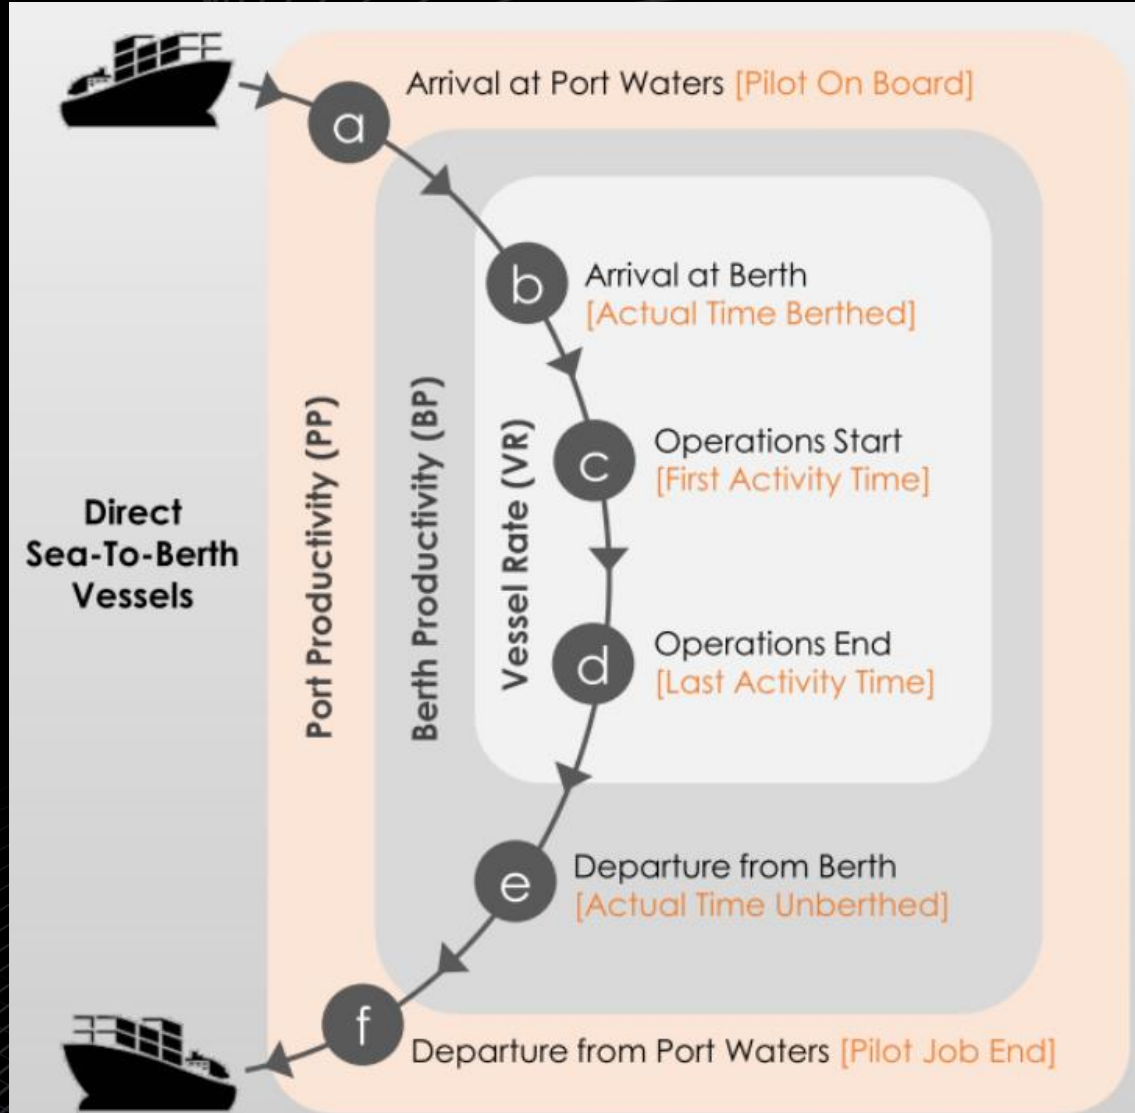 Arrival at Port Waters [Pilot On Board]
a
b
Arrival at Berth
[Actual Time Berthed]
Port Productivity (PP)
Berth Productivity (BP)
Vessel Rate (VR)
c
Operations Start
[First Activity Time]
Direct
Sea-To-Berth
Vessels
d
Operations End
[Last Activity Time]
e
Departure from Berth
[Actual Time Unberthed]
f
Departure from Port Waters [Pilot Job End]